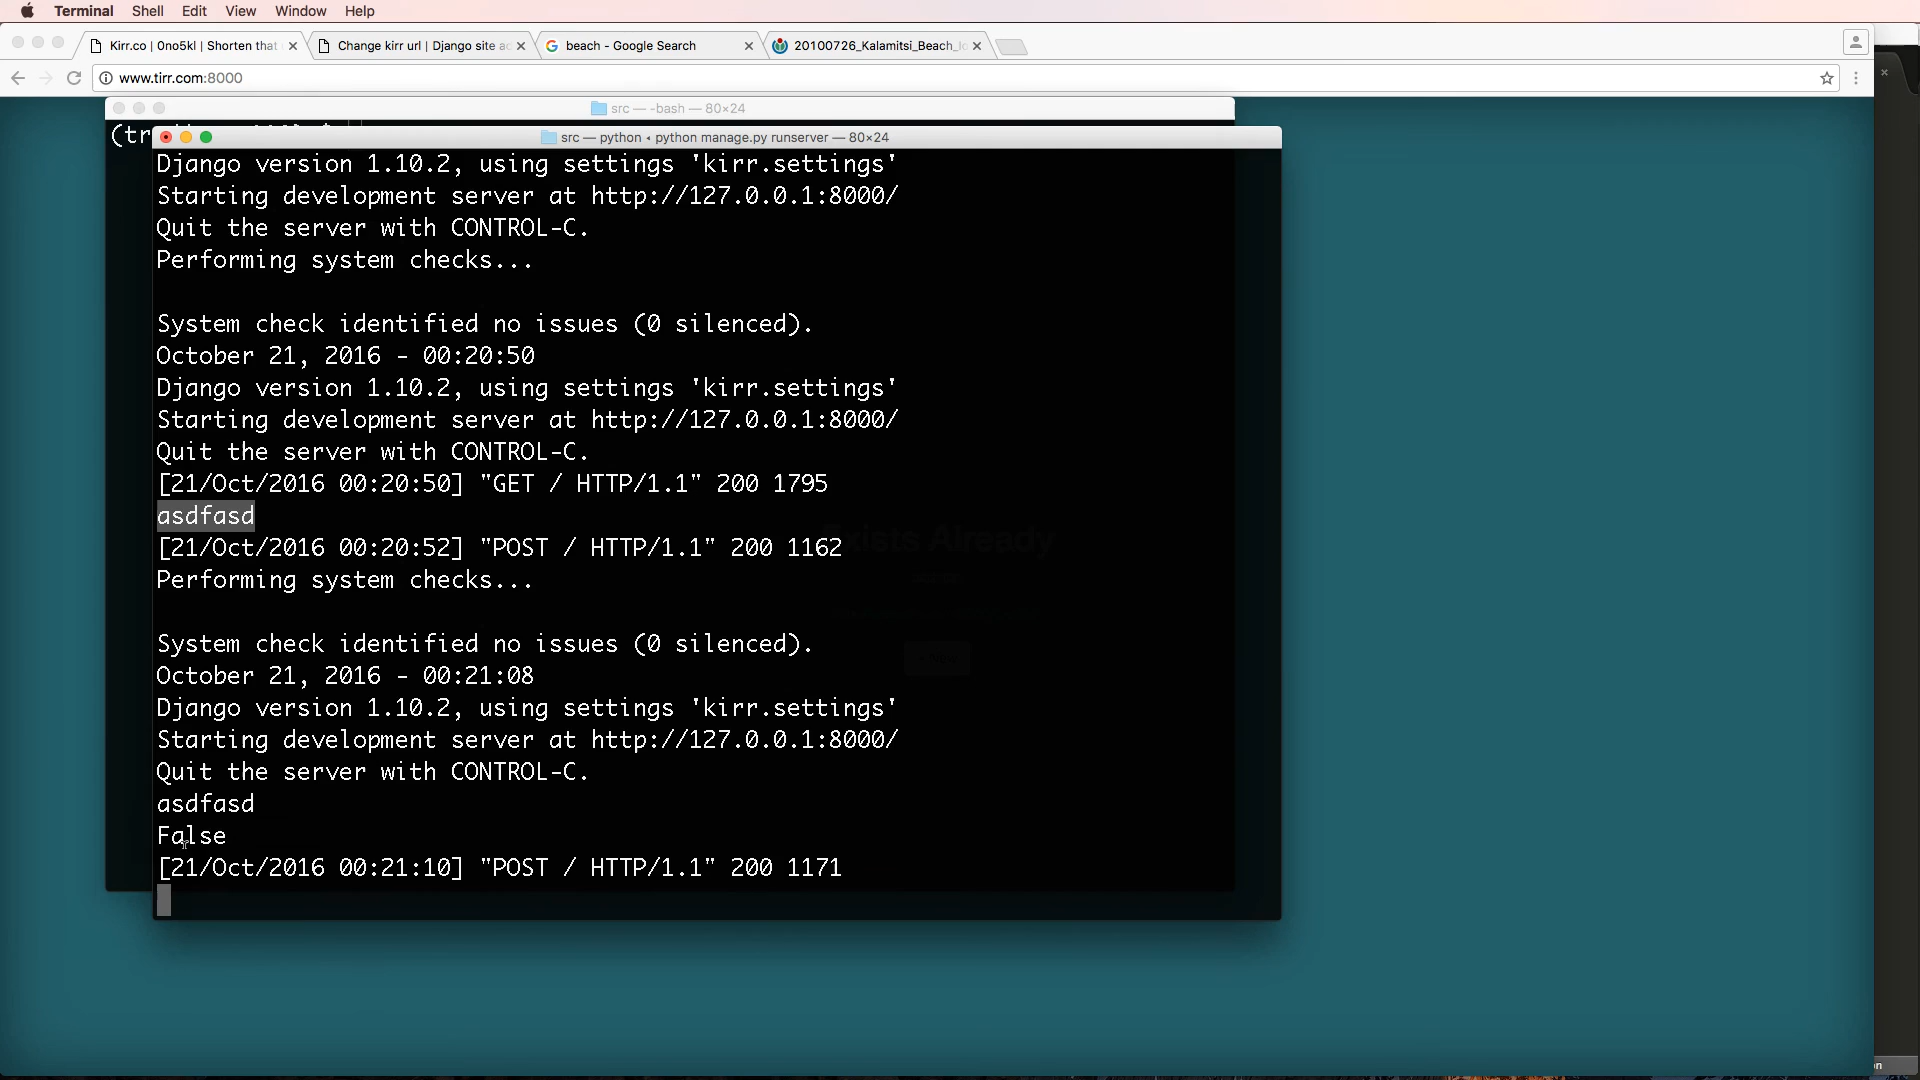 Terminal Shell Edit View Window Help
Kirr.co | 0no5kl | Shorten that
Change kirr url | Django site ad
beach - Google Search
20100726_Kalamitsi_Beach_Io
www.tirr.com:8000
src — -bash — 80×24
src — python ◂ python manage.py runserver — 80×24
Django version 1.10.2, using settings 'kirr.settings'
Starting development server at http://127.0.0.1:8000/
Quit the server with CONTROL-C.
Performing system checks...
System check identified no issues (0 silenced).
October 21, 2016 - 00:20:50
Django version 1.10.2, using settings 'kirr.settings'
Starting development server at http://127.0.0.1:8000/
Quit the server with CONTROL-C.
[21/Oct/2016 00:20:50] "GET / HTTP/1.1" 200 1795
asdfasd
[21/Oct/2016 00:20:52] "POST / HTTP/1.1" 200 1162
Exists Already
Performing system checks...
System check identified no issues (0 silenced).
October 21, 2016 - 00:21:08
Django version 1.10.2, using settings 'kirr.settings'
Starting development server at http://127.0.0.1:8000/
Quit the server with CONTROL-C.
asdfasd
False
[21/Oct/2016 00:21:10] "POST / HTTP/1.1" 200 1171